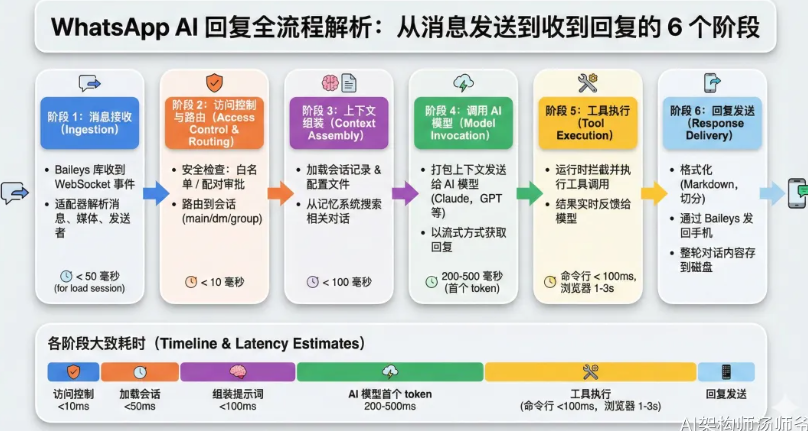 WhatsApp AI 回复全流程解析：从消息发送到收到回复的 6 个阶段
阶段 1：消息接收
（Ingestion）
• Baileys 库收到
WebSocket 事件
• 适配器解析消
息、媒体、发送
者
< 50 毫秒
(for load session)
阶段 2：访问控制
与路由（Access
Control &
Routing）
• 安全检查：白名
单 / 配对审批
• 路由到会话
(main/dm/group)
< 10 毫秒
阶段 3：上下文
组装（Context
Assembly）
• 加载会话记录 &
配置文件
• 从记忆系统搜索
相关对话
< 100 毫秒
阶段 4：调用 AI
模型（Model
Invocation）
• 打包上下文发送
给 AI 模型
(Claude，GPT
等)
• 以流式方式获取
回复
200-500 毫秒
(首个 token)
阶段 5：工具执行
（Tool
Execution）
• 运行时拦截并执
行工具调用
• 结果实时反馈给
模型
命令行 < 100ms,
浏览器 1-3s
阶段 6：回复发送
（Response
Delivery）
• 格式化
(Markdown,
切分)
• 通过 Baileys 发
回手机
• 整轮对话内容存
到磁盘
各阶段大致耗时（Timeline & Latency Estimates）
访问控制
<10ms
加载会话
<50ms
组装提示词
<100ms
AI 模型首个 token
200-500ms
工具执行
(命令行 <100ms，浏览器 1-3s)
回复发送
AI架构师汤师爷